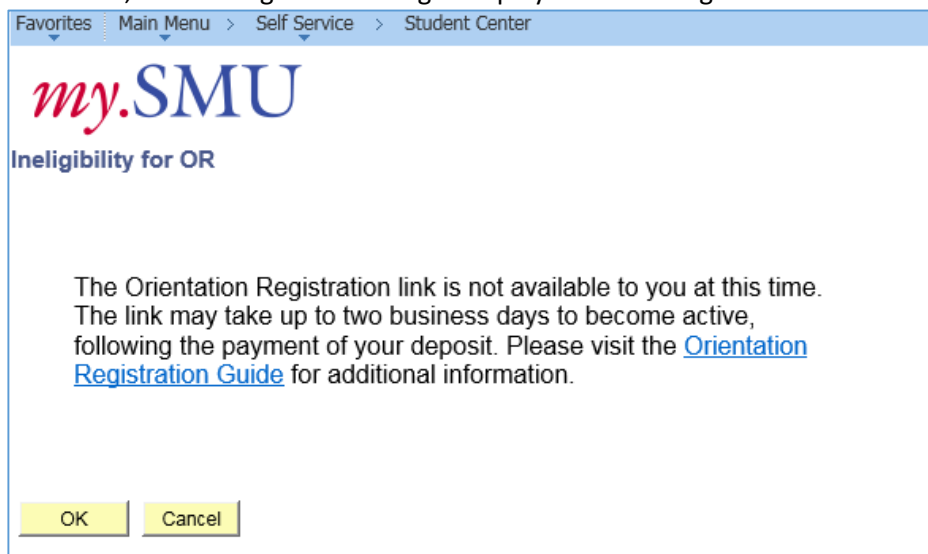 Favorites Main Menu > Self Service > Student Center
my.SMU
Ineligibility for OR
The Orientation Registration link is not available to you at this time.
The link may take up to two business days to become active,
following the payment of your deposit. Please visit the Orientation
Registration Guide for additional information.
OK Cancel